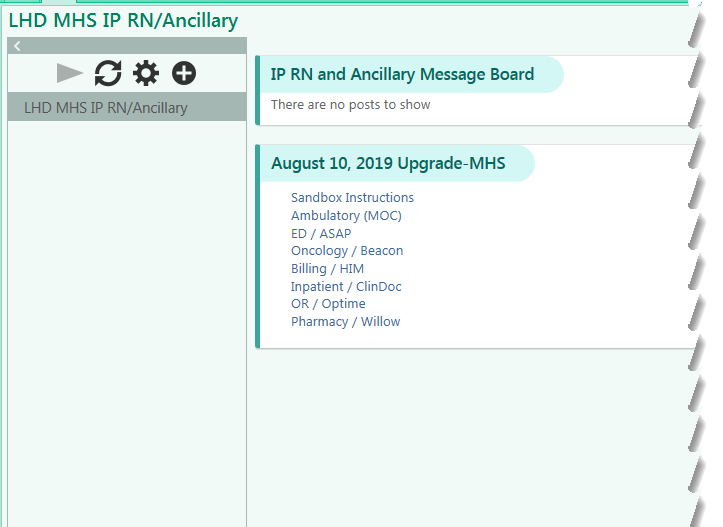 LHD MHS IP RN/Ancillary
LHD MHS IP RN/Ancillary
IP RN and Ancillary Message Board
There are no posts to show
August 10, 2019 Upgrade-MHS
Sandbox Instructions
Ambulatory (MOC)
ED / ASAP
Oncology / Beacon
Billing / HIM
Inpatient / ClinDoc
OR / Optime
Pharmacy / Willow